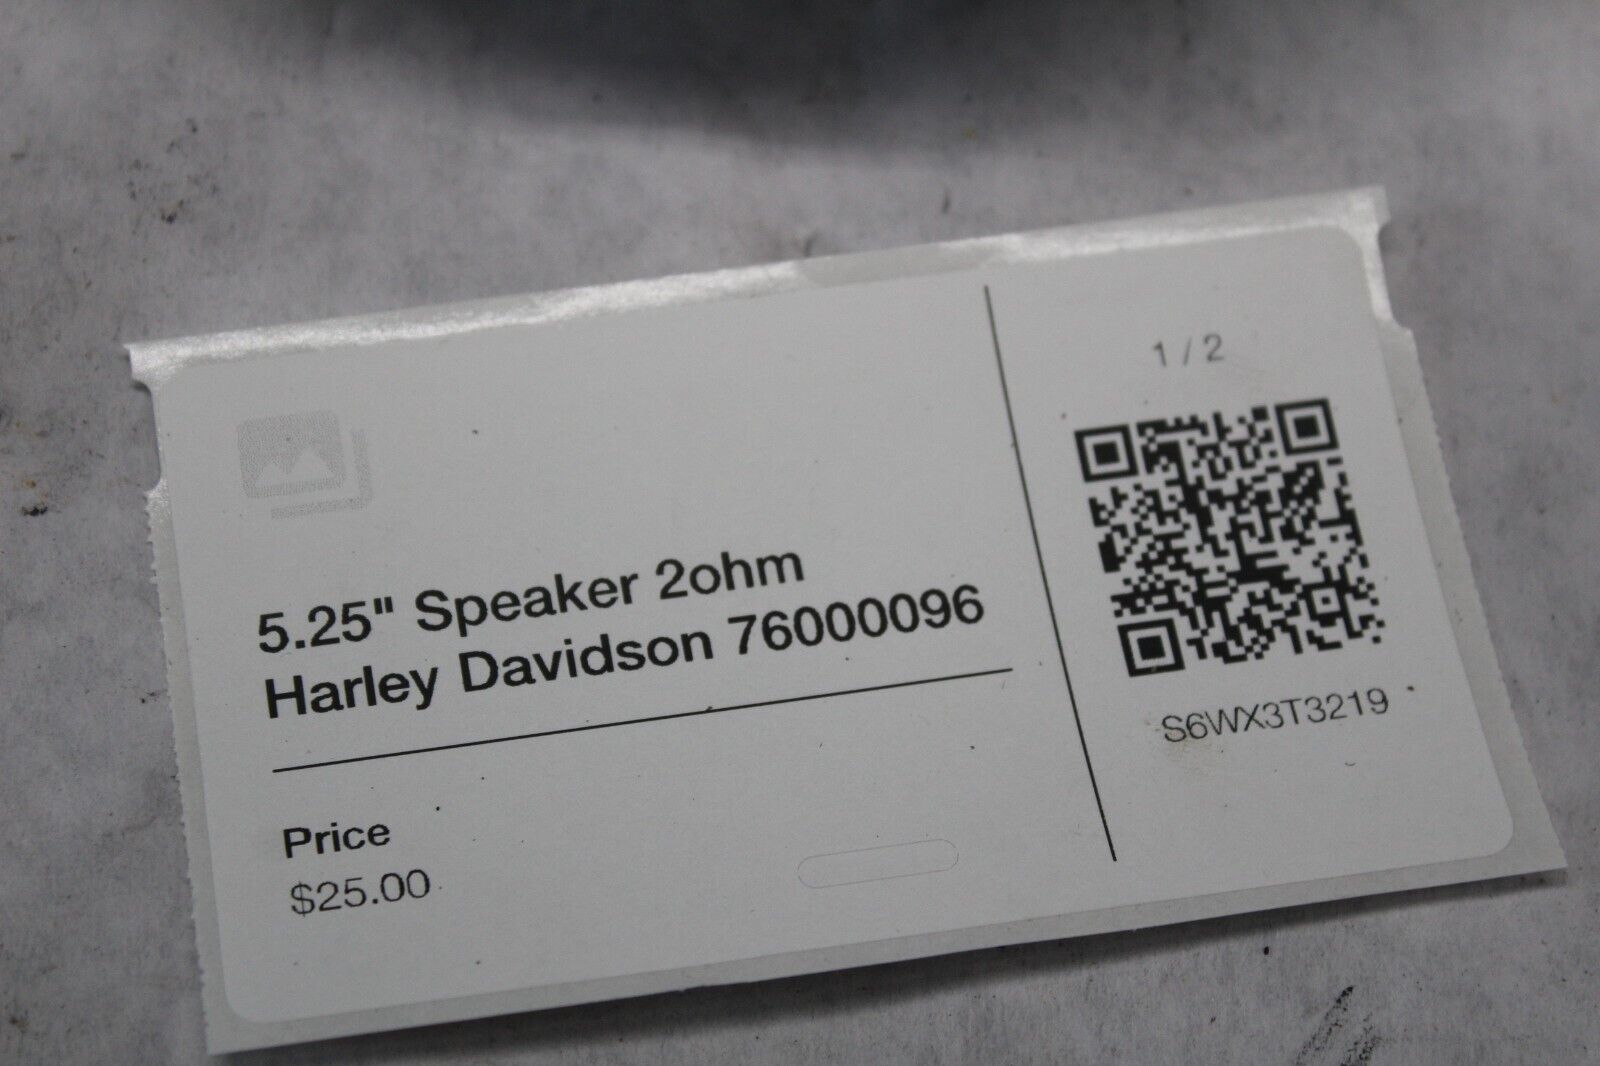 5.25" Speaker 2ohm
Harley Davidson 76000096
Price
$25.00
1 / 2
S6WX3T3219